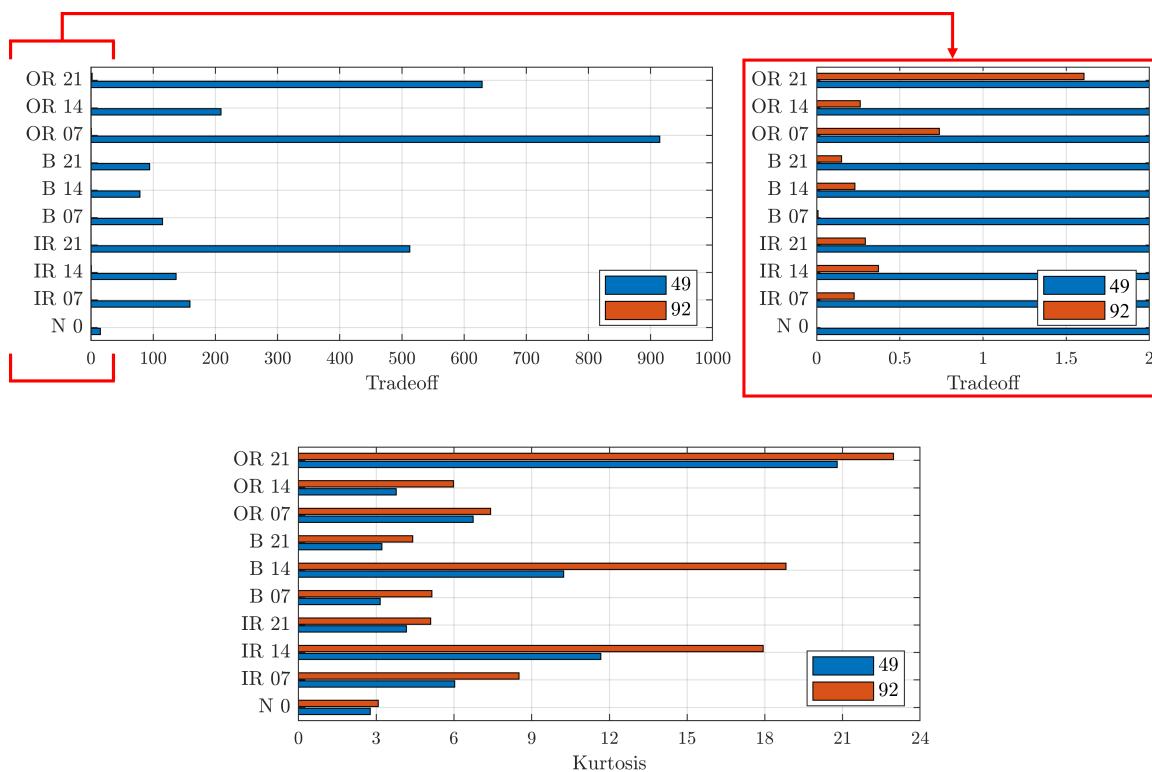 OR 21
OR 14
OR 07
B 21
B 14
B 07
IR 21
IR 14
IR 07
N 0
0 100 200 300 400 500 600 700 800 900 1000
Tradeoff
49
92
OR 21
OR 14
OR 07
B 21
B 14
B 07
IR 21
IR 14
IR 07
N 0
0 0.5 1 1.5 2
Tradeoff
49
92
OR 21
OR 14
OR 07
B 21
B 14
B 07
IR 21
IR 14
IR 07
N 0
0 3 6 9 12 15 18 21 24
Kurtosis
49
92